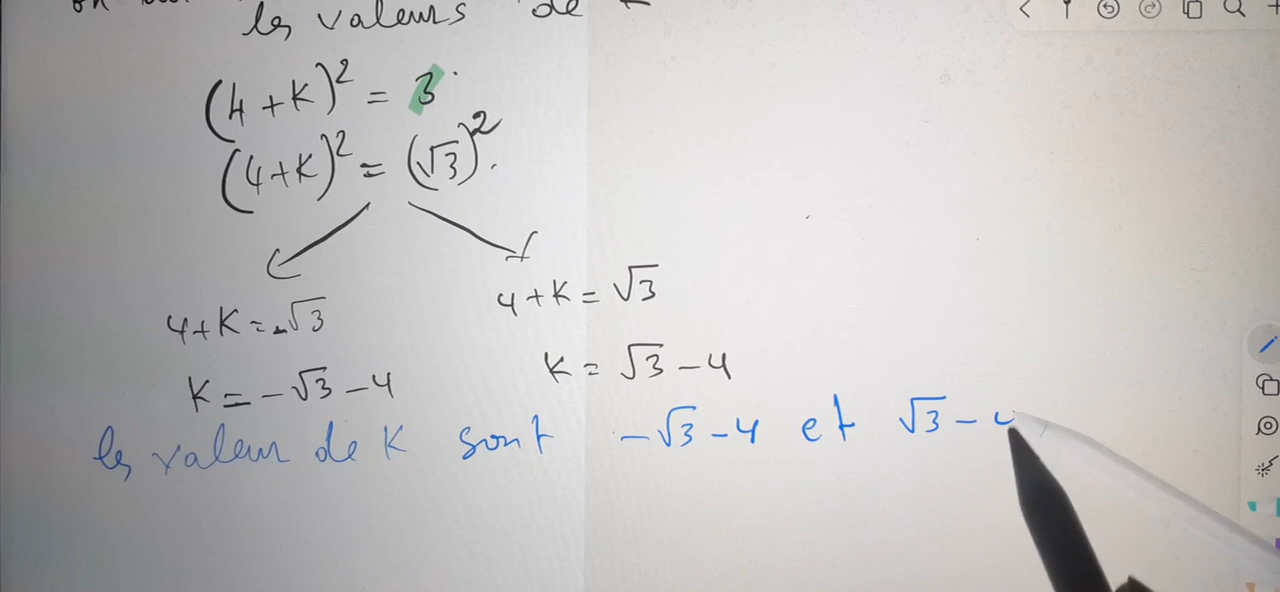 les valeurs de
(4+K)² = 3
(4+K)² = (√3)².
4+K = -√3
4+K = √3
K = -√3 - 4
K = √3 - 4
les valeur de K sont -√3-4 et √3-4